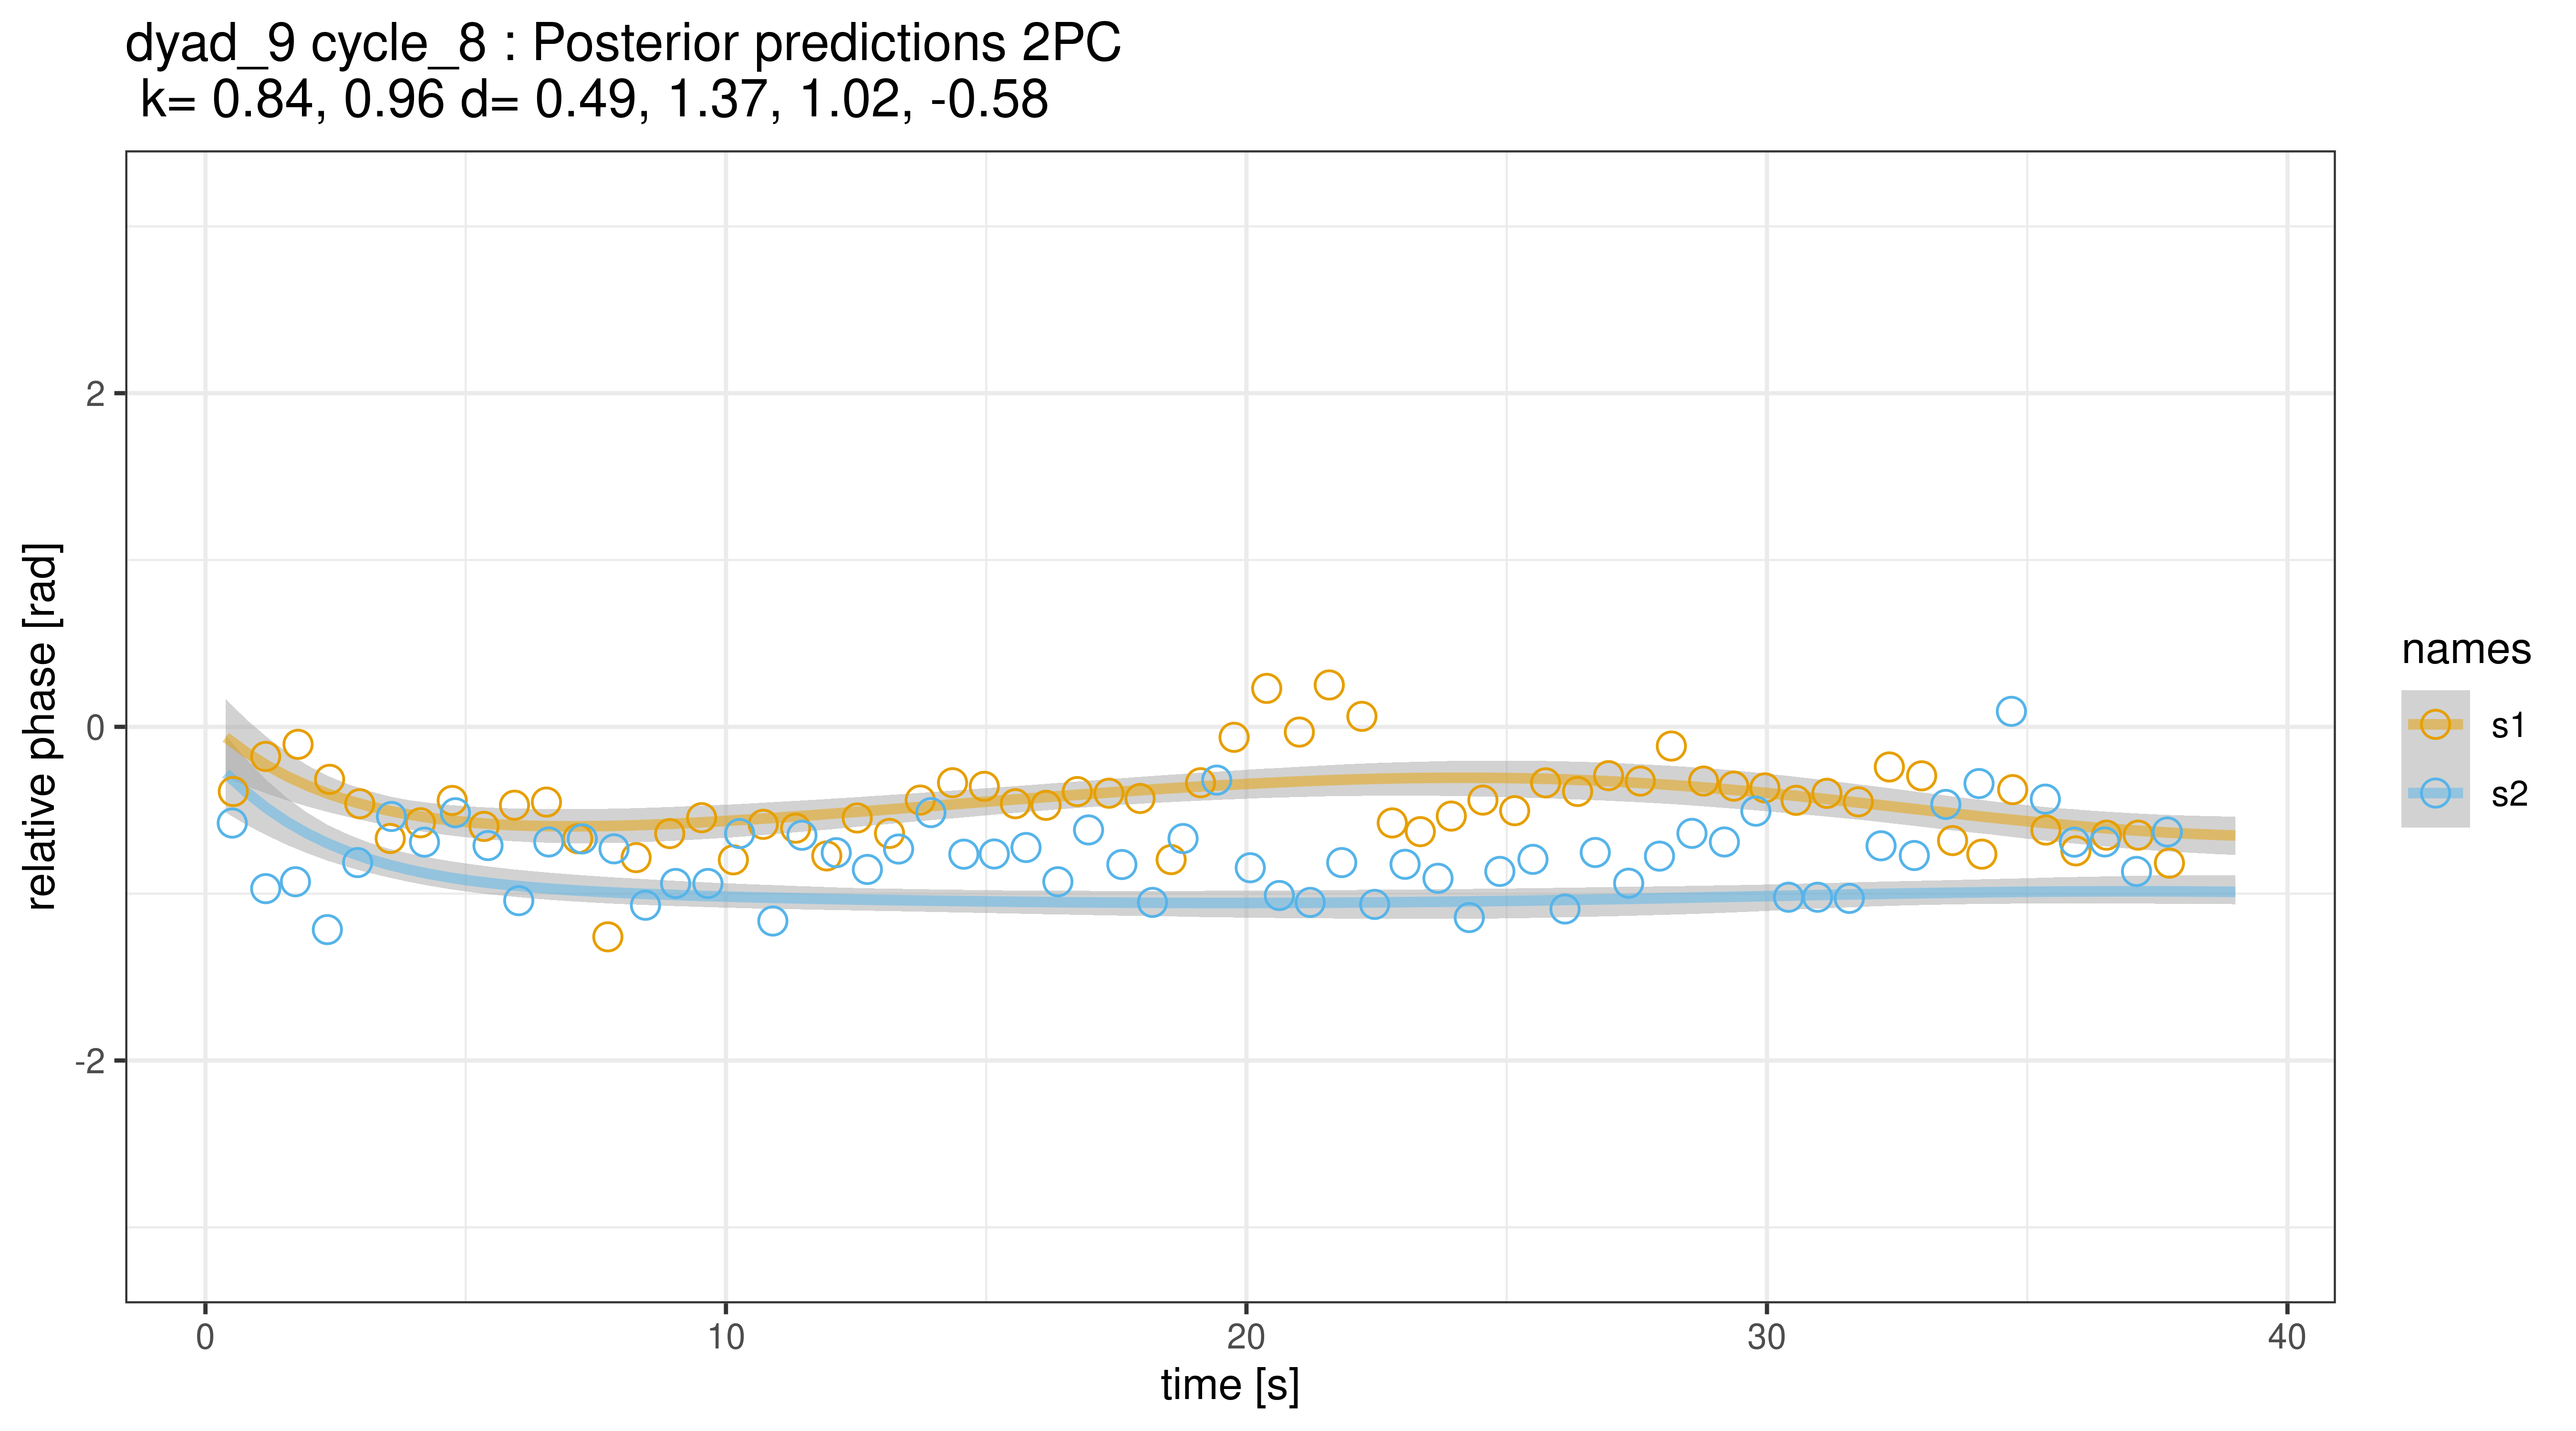 dyad_9 cycle_8 : Posterior predictions 2PC
k= 0.84, 0.96 d= 0.49, 1.37, 1.02, -0.58
relative phase [rad]
2
0
-2
0
10
20
30
40
time [s]
names
s1
s2